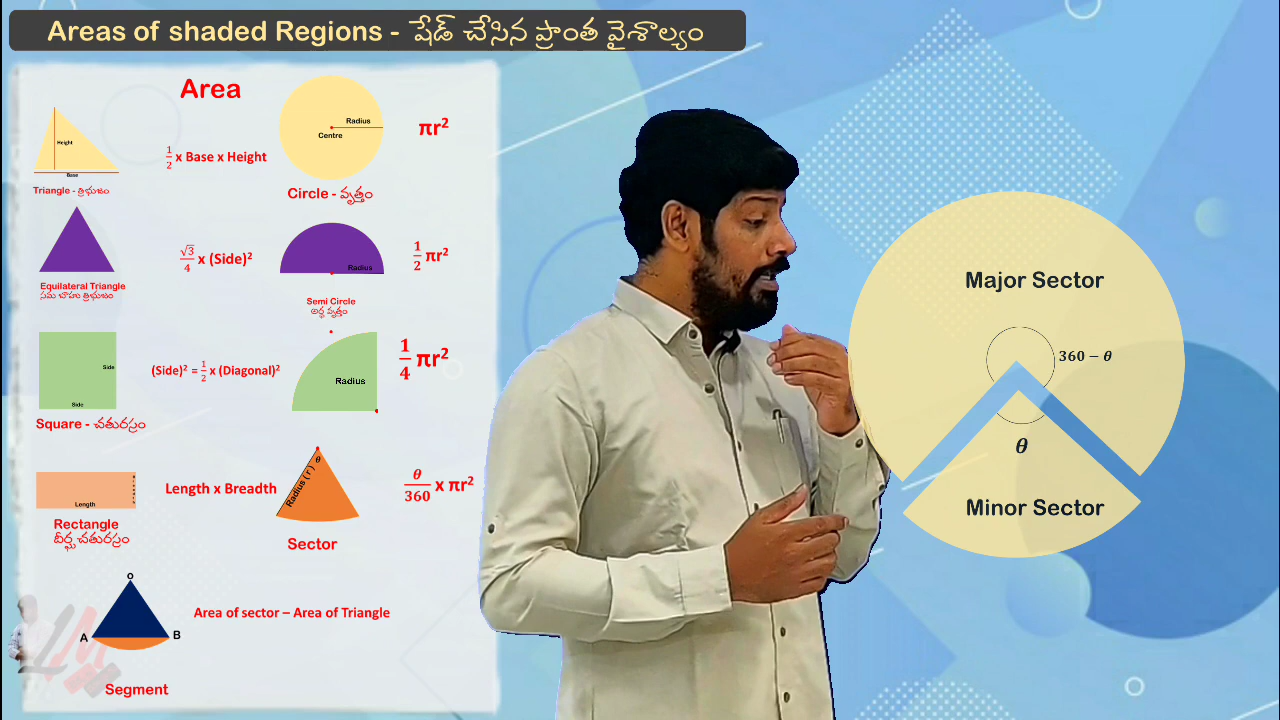 Areas of shaded Regions - షేడ్ చేసిన ప్రాంత వైశాల్యం
Area
Height
Base
Triangle - త్రిభుజం
1/2 x Base x Height
Radius
Centre
Circle - వృత్తం
πr²
Equilateral Triangle
సమ బాహు త్రిభుజం
√3/4 x (Side)²
Radius
Semi Circle
అర్ధ వృత్తం
1/2 πr²
Side
Side
Square - చతురస్రం
(Side)² = 1/2 x (Diagonal)²
Radius
1/4 πr²
Length
Rectangle
దీర్ఘ చతురస్రం
Length x Breadth
Radius (r)
θ
Sector
θ/360 x πr²
O
A
B
Segment
Area of sector – Area of Triangle
Major Sector
360 − θ
θ
Minor Sector